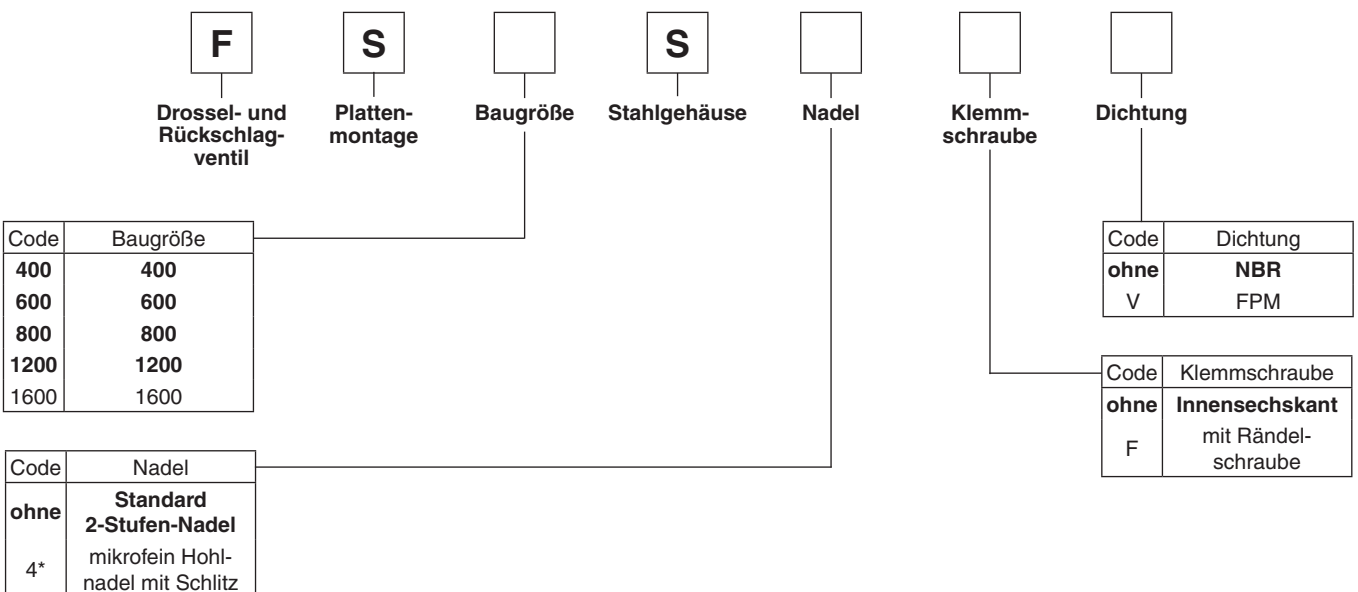 F S S
Drossel- und
Rückschlag-
ventil
Platten-
montage
Baugröße
Stahlgehäuse
Nadel
Klemm-
schraube
Dichtung
Code Baugröße
400 400
600 600
800 800
1200 1200
1600 1600
Code Nadel
ohne Standard
2-Stufen-Nadel
4* mikrofein Hohl-
nadel mit Schlitz
Code Dichtung
ohne NBR
V FPM
Code Klemmschraube
ohne Innensechskant
F mit Rändel-
schraube